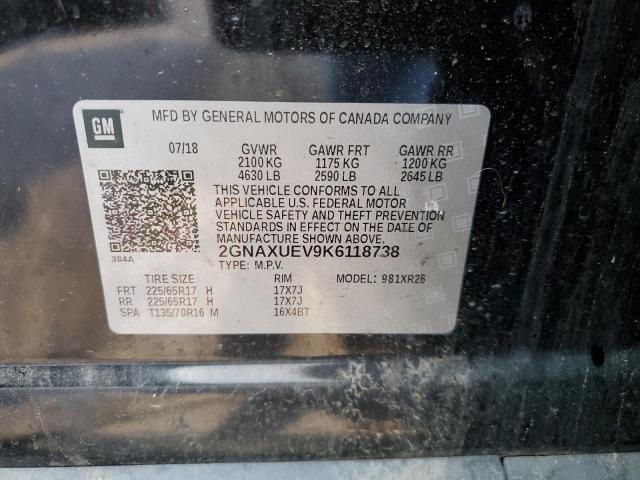 GM
MFD BY GENERAL MOTORS OF CANADA COMPANY
07/18 GVWR GAWR FRT GAWR RR
2100 KG 1175 KG 1200 KG
4630 LB 2590 LB 2645 LB
THIS VEHICLE CONFORMS TO ALL
APPLICABLE U.S. FEDERAL MOTOR
VEHICLE SAFETY AND THEFT PREVENTION
STANDARDS IN EFFECT ON THE DATE OF
MANUFACTURE SHOWN ABOVE.
384A 2GNAXUEV9K6118738
TYPE: M.P.V.
TIRE SIZE RIM MODEL: 981XR26
FRT 225/65R17 H 17X7J
RR 225/65R17 H 17X7J
SPA T135/70R16 M 16X4BT